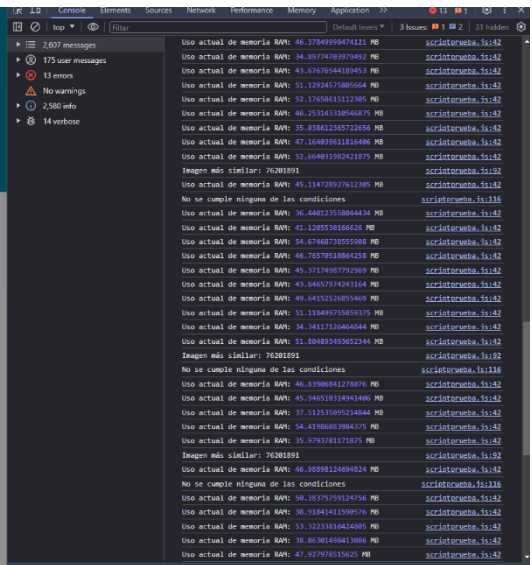 Console Elements Sources Network Performance Memory Application 13 1
top Filter Default levels 3 Issues: 1 2 31 hidden
2,607 messages
175 user messages
13 errors
No warnings
2,580 info
14 verbose
Uso actual de memoria RAM: 46.37849998474121 MB scriptprueba.js:42
Uso actual de memoria RAM: 34.89774703979492 MB scriptprueba.js:42
Uso actual de memoria RAM: 43.67676544189453 MB scriptprueba.js:42
Uso actual de memoria RAM: 51.12924575805664 MB scriptprueba.js:42
Uso actual de memoria RAM: 52.17658615112305 MB scriptprueba.js:42
Uso actual de memoria RAM: 46.253143310546875 MB scriptprueba.js:42
Uso actual de memoria RAM: 35.038612365722656 MB scriptprueba.js:42
Uso actual de memoria RAM: 47.164039611816406 MB scriptprueba.js:42
Uso actual de memoria RAM: 52.664031982421875 MB scriptprueba.js:42
Imagen más similar: 76201891 scriptprueba.js:92
Uso actual de memoria RAM: 45.114728927612305 MB scriptprueba.js:42
No se cumple ninguna de las condiciones scriptprueba.js:116
Uso actual de memoria RAM: 36.440123558044434 MB scriptprueba.js:42
Uso actual de memoria RAM: 41.1205530166626 MB scriptprueba.js:42
Uso actual de memoria RAM: 54.67468738555908 MB scriptprueba.js:42
Uso actual de memoria RAM: 46.76570510864258 MB scriptprueba.js:42
Uso actual de memoria RAM: 45.37174987792969 MB scriptprueba.js:42
Uso actual de memoria RAM: 43.64657974243164 MB scriptprueba.js:42
Uso actual de memoria RAM: 49.64152526855469 MB scriptprueba.js:42
Uso actual de memoria RAM: 51.118499755859375 MB scriptprueba.js:42
Uso actual de memoria RAM: 34.34117126464844 MB scriptprueba.js:42
Uso actual de memoria RAM: 51.804893493652344 MB scriptprueba.js:42
Imagen más similar: 76201891 scriptprueba.js:92
No se cumple ninguna de las condiciones scriptprueba.js:116
Uso actual de memoria RAM: 46.83906841278076 MB scriptprueba.js:42
Uso actual de memoria RAM: 45.946510314941406 MB scriptprueba.js:42
Uso actual de memoria RAM: 37.512535095214844 MB scriptprueba.js:42
Uso actual de memoria RAM: 54.41986083984375 MB scriptprueba.js:42
Uso actual de memoria RAM: 35.9793701171875 MB scriptprueba.js:42
Imagen más similar: 76201891 scriptprueba.js:92
Uso actual de memoria RAM: 46.98898124694824 MB scriptprueba.js:42
No se cumple ninguna de las condiciones scriptprueba.js:116
Uso actual de memoria RAM: 50.38375759124756 MB scriptprueba.js:42
Uso actual de memoria RAM: 38.91841411590576 MB scriptprueba.js:42
Uso actual de memoria RAM: 53.32233810424805 MB scriptprueba.js:42
Uso actual de memoria RAM: 38.06301498413086 MB scriptprueba.js:42
Uso actual de memoria RAM: 47.927978515625 MB scriptprueba.js:42